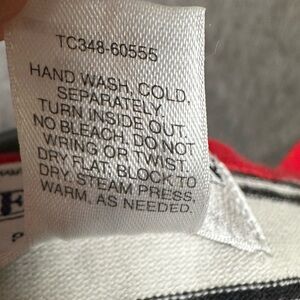 TC348-60555
HAND WASH, COLD,
SEPARATELY.
TURN INSIDE OUT.
NO BLEACH. DO NOT
WRING OR TWIST.
DRY FLAT, BLOCK TO
DRY. STEAM PRESS,
WARM, AS NEEDED.